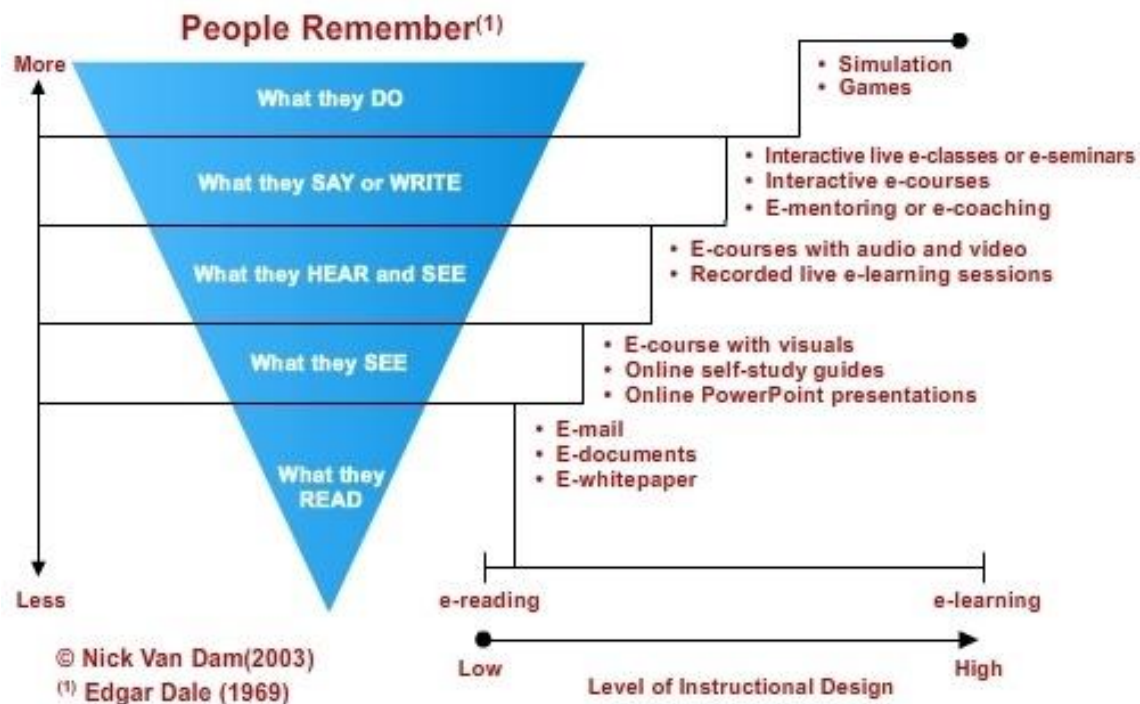 People Remember(1)
More
What they DO
• Simulation
• Games
What they SAY or WRITE
• Interactive live e-classes or e-seminars
• Interactive e-courses
• E-mentoring or e-coaching
What they HEAR and SEE
• E-courses with audio and video
• Recorded live e-learning sessions
What they SEE
• E-course with visuals
• Online self-study guides
• Online PowerPoint presentations
What they
READ
• E-mail
• E-documents
• E-whitepaper
Less
e-reading
e-learning
Low
High
Level of Instructional Design
© Nick Van Dam(2003)
(1) Edgar Dale (1969)